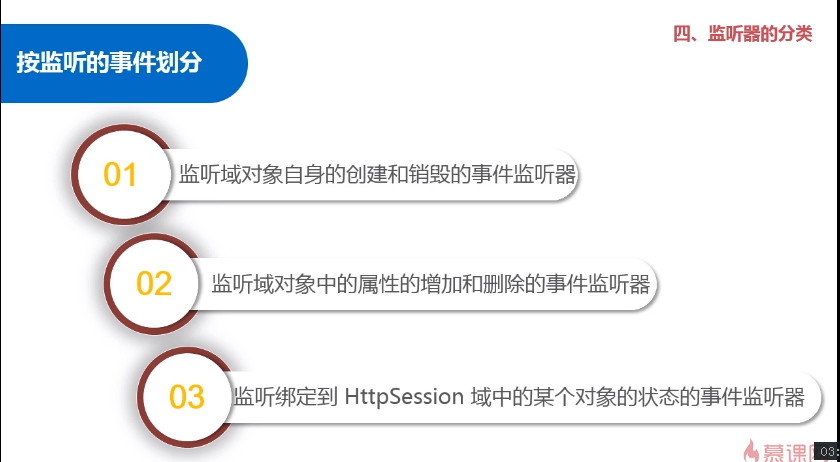 四、监听器的分类
按监听的事件划分
01
监听域对象自身的创建和销毁的事件监听器
02
监听域对象中的属性的增加和删除的事件监听器
03
监听绑定到 HttpSession 域中的某个对象的状态的事件监听器
慕课
03: